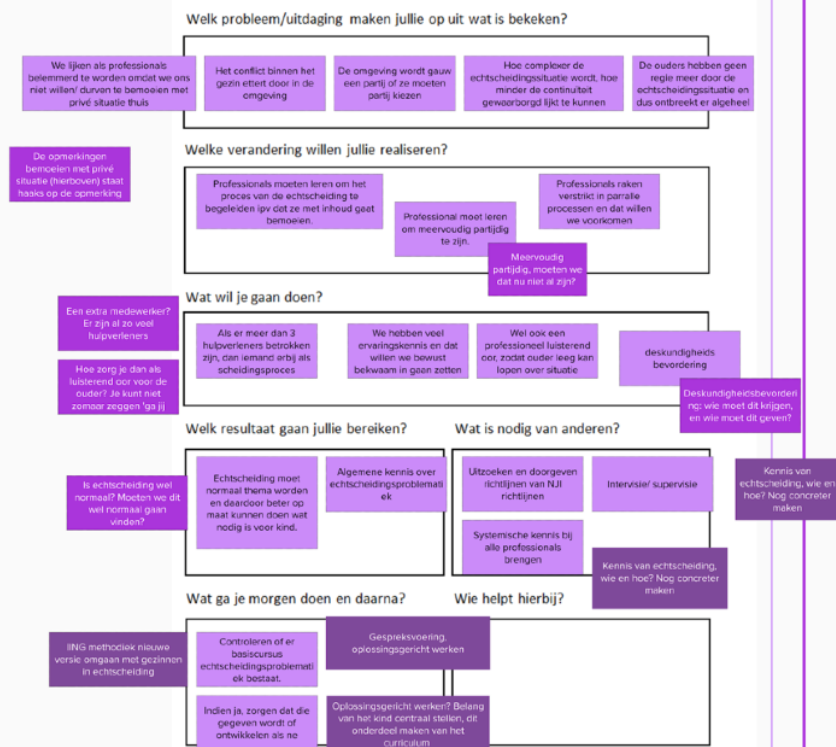 Welk probleem/uitdaging maken jullie op uit wat is bekeken?
We lijken als professionals
belemmerd te worden omdat we ons
niet willen/ durven te bemoeien met
privé situatie thuis
Het conflict binnen het
gezin ettert door in de
omgeving
De omgeving wordt gauw
een partij of ze moeten
partij kiezen
Hoe complexer de
echtscheidingssituatie wordt, hoe
minder de continuïteit
gewaarborgd lijkt te kunnen
De ouders hebben geen
regie meer door de
echtscheidingssituatie en
dus ontbreekt er algeheel
Welke verandering willen jullie realiseren?
De opmerkingen
bemoeien met privé
situatie (hierboven) staat
haaks op de opmerking
Professionals moeten leren om het
proces van de echtscheiding te
begeleiden ipv dat ze met inhoud gaat
bemoeien.
Professional moet leren
om meervoudig partijdig
te zijn.
Professionals raken
verstrikt in parralle
processen en dat willen
we voorkomen
Meervoudig
partijdig, moeten we
dat nu niet al zijn?
Wat wil je gaan doen?
Een extra medewerker?
Er zijn al zo veel
hulpverleners
Hoe zorg je dan als
luisterend oor voor de
ouder? Je kunt niet
zomaar zeggen 'ga jij
Als er meer dan 3
hulpverleners betrokken
zijn, dan iemand erbij als
scheidingsproces
We hebben veel
ervaringskennis en dat
willen we bewust
bekwaam in gaan zetten
Wel ook een
professioneel luisterend
oor, zodat ouder leeg kan
lopen over situatie
deskundigheids
bevordering
Deskundigheidsbevorderi
ng: wie moet dit krijgen,
en wie moet dit geven?
Welk resultaat gaan jullie bereiken?
Is echtscheiding wel
normaal? Moeten we dit
wel normaal gaan
vinden?
Echtscheiding moet
normaal thema worden
en daardoor beter op
maat kunnen doen wat
nodig is voor kind.
Algemene kennis over
echtscheidingsproblemati
ek
Wat is nodig van anderen?
Uitzoeken en doorgeven
richtlijnen van NJI
richtlijnen
Intervisie/ supervisie
Systemische kennis bij
alle professionals
brengen
Kennis van echtscheiding,
wie en hoe? Nog concreter
maken
Kennis van
echtscheiding, wie en
hoe? Nog concreter
maken
Wat ga je morgen doen en daarna?
IING methodiek nieuwe
versie omgaan met gezinnen
in echtscheiding
Controleren of er
basiscursus
echtscheidingsproblemati
ek bestaat.
Gespreksvoering,
oplossingsgericht werken
Indien ja, zorgen dat die
gegeven wordt of
ontwikkelen als ne
Oplossingsgericht werken? Belang
van het kind centraal stellen, dit
onderdeel maken van het
curriculum
Wie helpt hierbij?